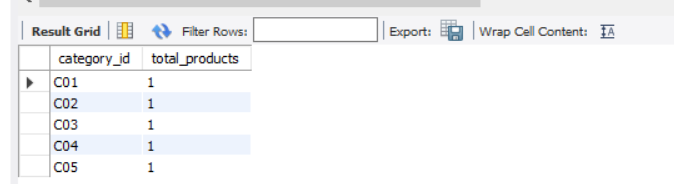 Result Grid Filter Rows: Export: Wrap Cell Content: IA
category_id total_products
C01 1
C02 1
C03 1
C04 1
C05 1